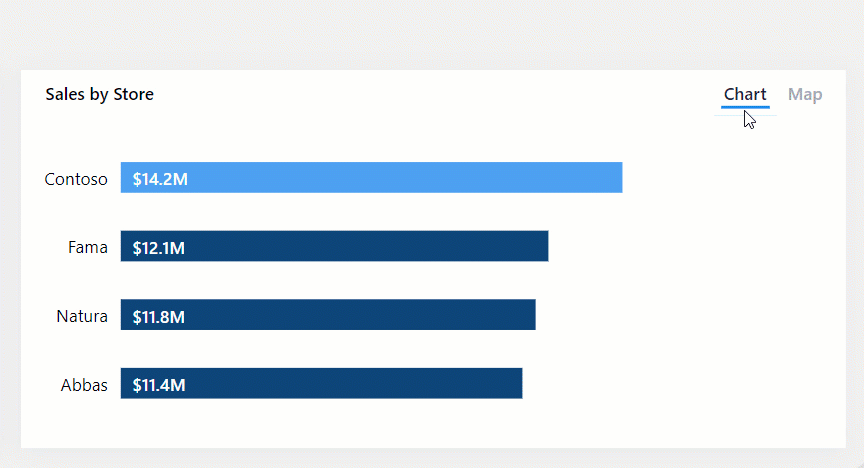 Sales by Store
Chart Map
Contoso $14.2M
Fama $12.1M
Natura $11.8M
Abbas $11.4M